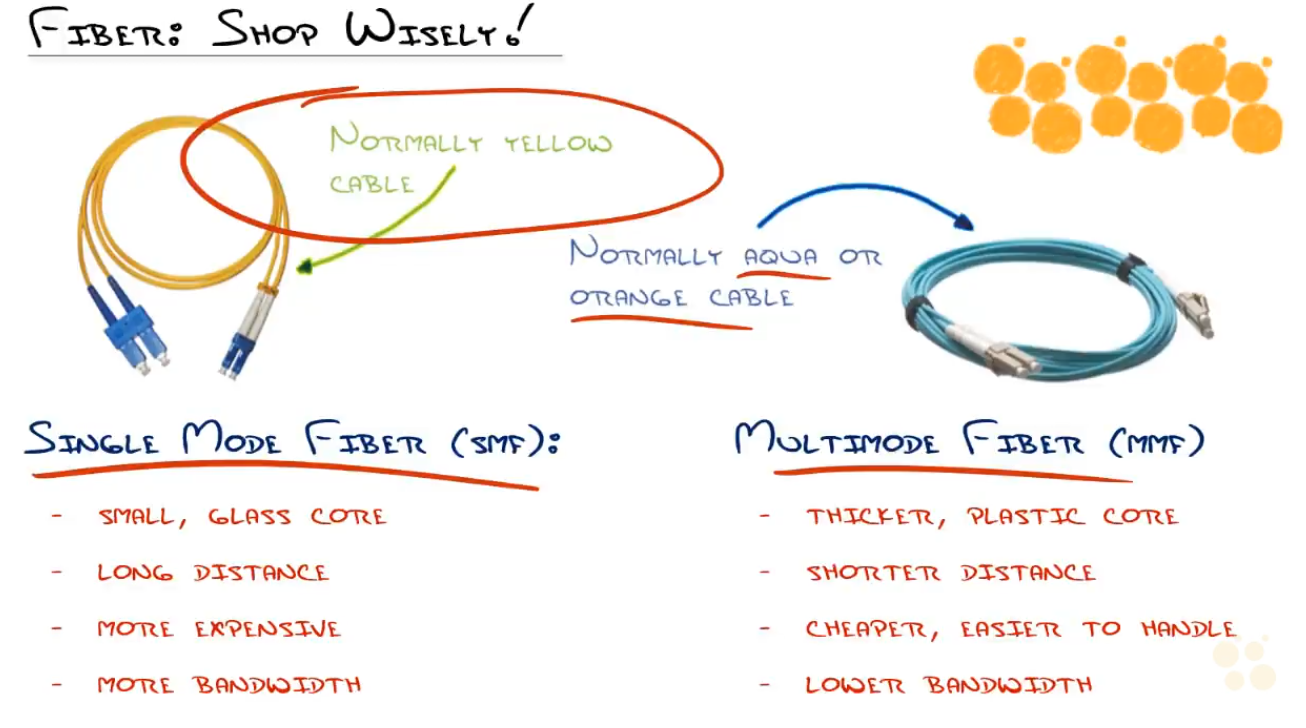 FIBER: SHOP WISELY!
NORMALLY YELLOW
CABLE
NORMALLY AQUA OR
ORANGE CABLE
SINGLE MODE FIBER (SMF):
- SMALL, GLASS CORE
- LONG DISTANCE
- MORE EXPENSIVE
- MORE BANDWIDTH
MULTIMODE FIBER (MMF)
- THICKER, PLASTIC CORE
- SHORTER DISTANCE
- CHEAPER, EASIER TO HANDLE
- LOWER BANDWIDTH